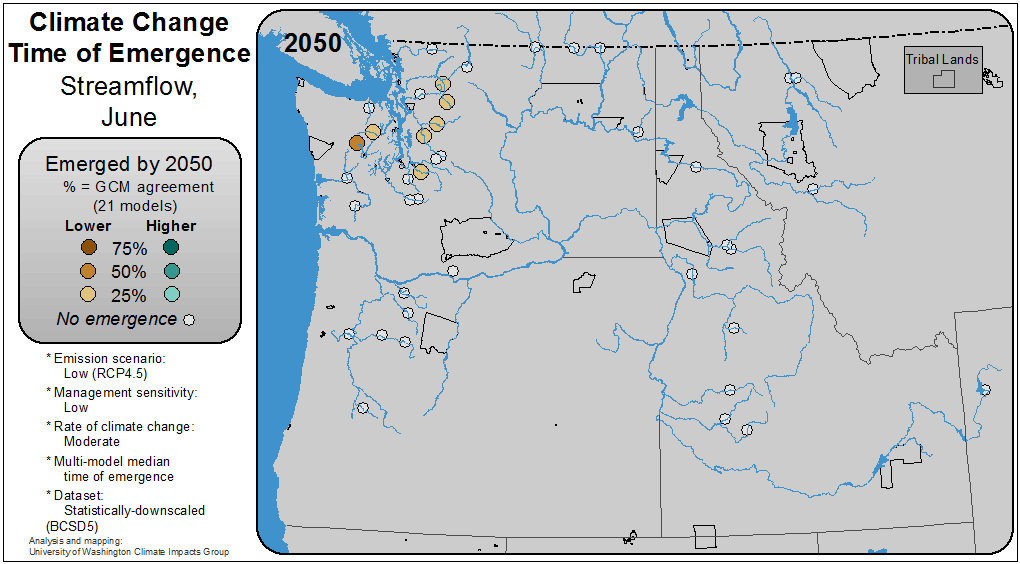 Climate Change
Time of Emergence
Streamflow,
June
Emerged by 2050
% = GCM agreement
(21 models)
Lower Higher
75%
50%
25%
No emergence
* Emission scenario:
Low (RCP4.5)
* Management sensitivity:
Low
* Rate of climate change:
Moderate
* Multi-model median
time of emergence
* Dataset:
Statistically-downscaled
(BCSD5)
Analysis and mapping:
University of Washington Climate Impacts Group
2050
Tribal Lands